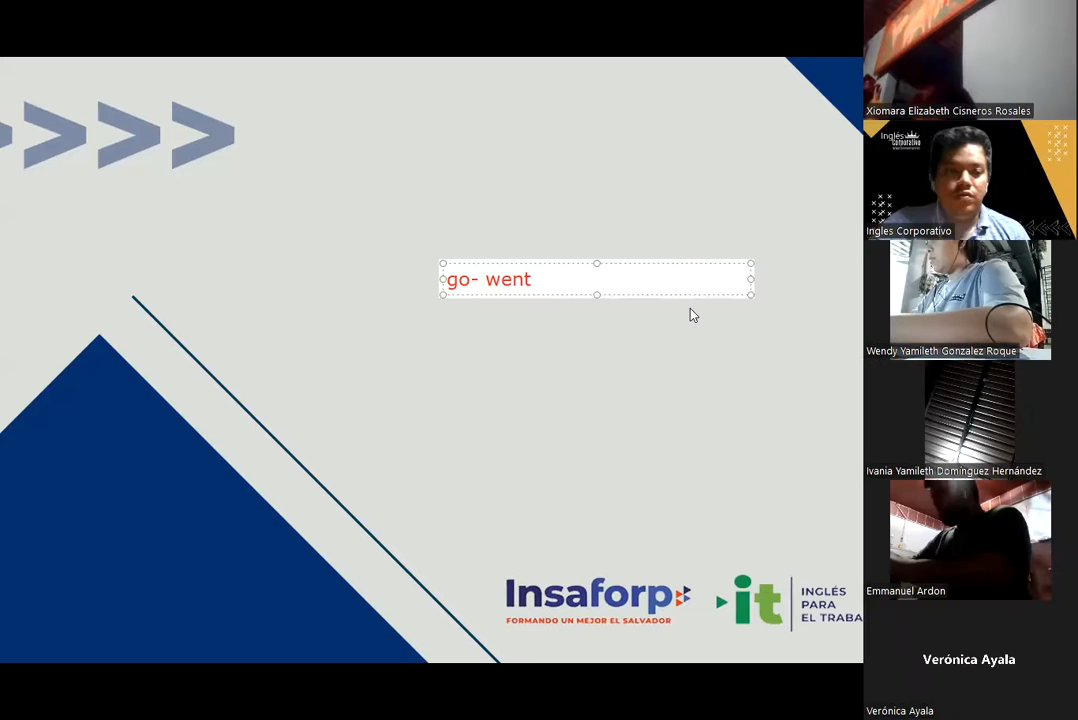 go- went
Insaforp
FORMANDO UN MEJOR EL SALVADOR
it
INGLÉS
PARA
EL TRABA
Xiomara Elizabeth Cisneros Rosales
Inglés
Corporativo
Ingles Corporativo
Wendy Yamileth Gonzalez Roque
Ivania Yamileth Domínguez Hernández
Emmanuel Ardon
Verónica Ayala
Verónica Ayala